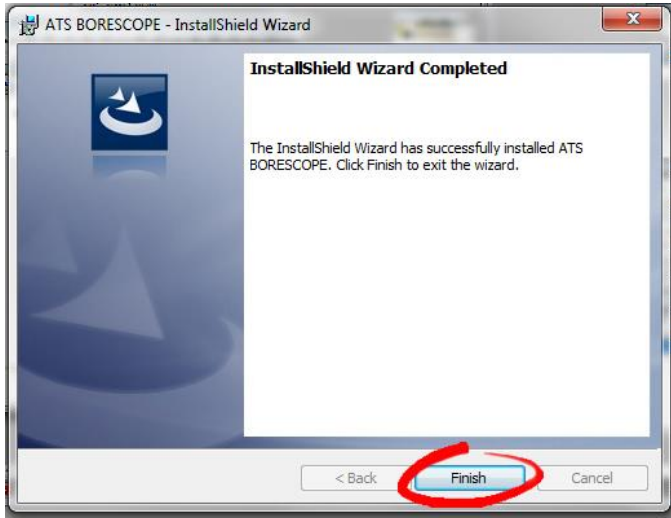 ATS BORESCOPE - InstallShield Wizard
InstallShield Wizard Completed
The InstallShield Wizard has successfully installed ATS
BORESCOPE. Click Finish to exit the wizard.
< Back Finish Cancel